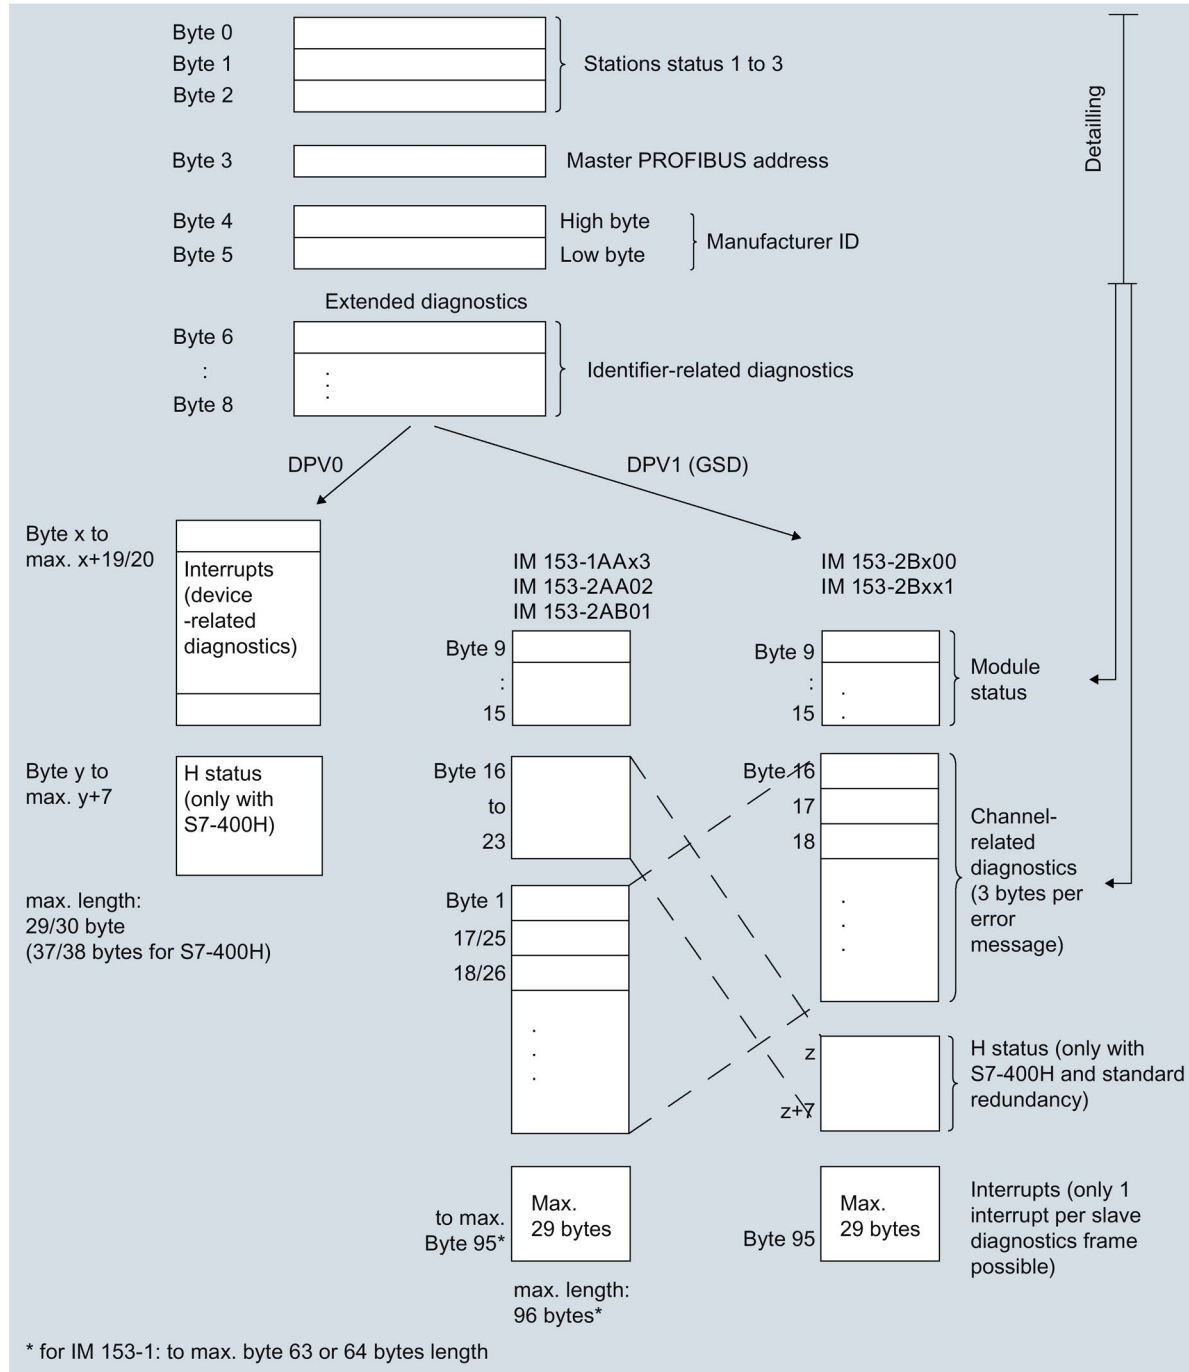 Byte 0
Byte 1
Byte 2
Stations status 1 to 3
Detailling
Byte 3
Master PROFIBUS address
Byte 4
High byte
Byte 5
Low byte
Manufacturer ID
Extended diagnostics
Byte 6
:
Byte 8
.
.
.
Identifier-related diagnostics
DPV0
DPV1 (GSD)
Byte x to
max. x+19/20
Interrupts
(device
-related
diagnostics)
IM 153-1AAx3
IM 153-2AA02
IM 153-2AB01
IM 153-2Bx00
IM 153-2Bxx1
Byte 9
:
15
Byte 9
:
15
.
.
Module
status
Byte y to
max. y+7
H status
(only with
S7-400H)
max. length:
29/30 byte
(37/38 bytes for S7-400H)
Byte 16
to
23
Byte 16
17
18
.
.
.
Channel-
related
diagnostics
(3 bytes per
error
message)
Byte 1
17/25
18/26
.
.
.
z
z+7
H status (only with
S7-400H and standard
redundancy)
to max.
Byte 95*
Max.
29 bytes
max. length:
96 bytes*
Byte 95
Max.
29 bytes
Interrupts (only 1
interrupt per slave
diagnostics frame
possible)
* for IM 153-1: to max. byte 63 or 64 bytes length